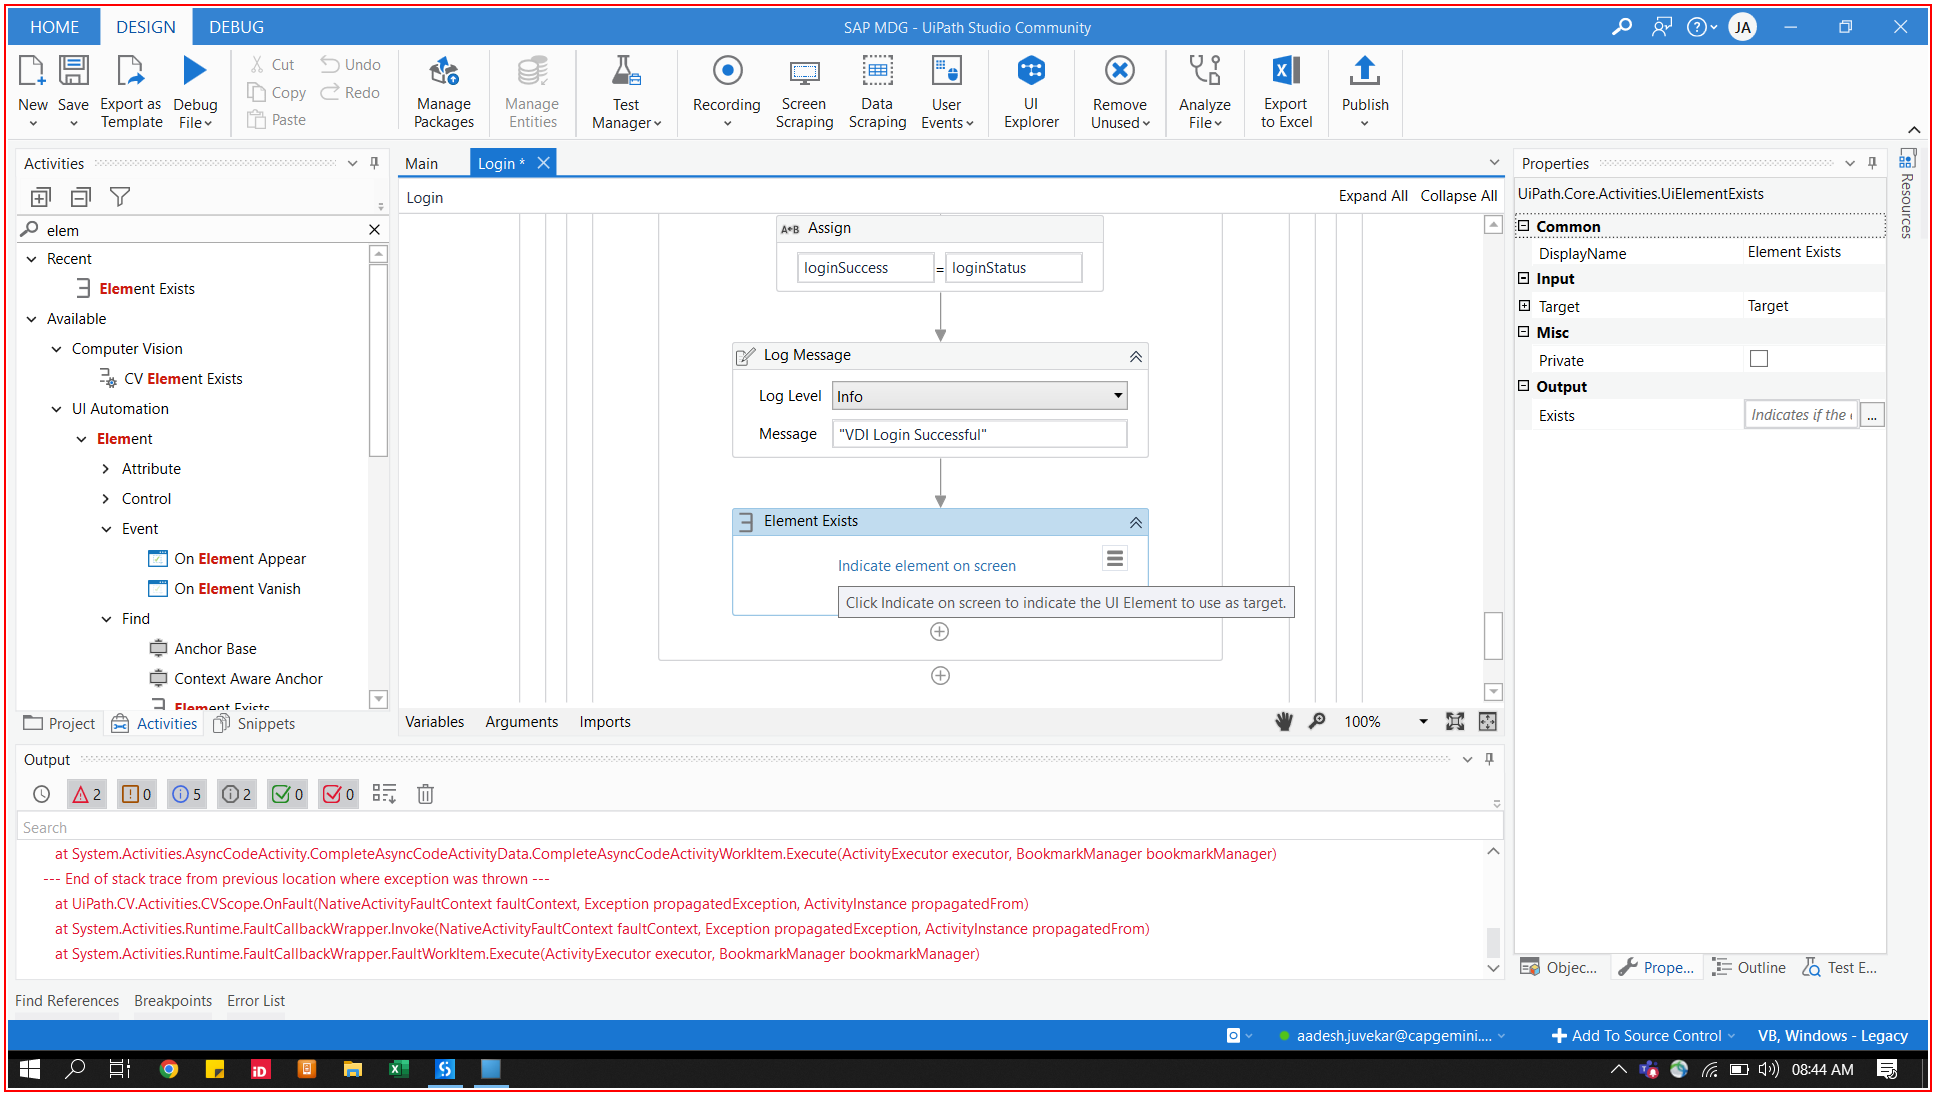 HOME DESIGN DEBUG SAP MDG - UiPath Studio Community JA
New Save Export as Template Debug File Cut Copy Paste Undo Redo Manage Packages Manage Entities Test Manager Recording Screen Scraping Data Scraping User Events UI Explorer Remove Unused Analyze File Export to Excel Publish
Activities
elem
Recent
Element Exists
Available
Computer Vision
CV Element Exists
UI Automation
Element
Attribute
Control
Event
On Element Appear
On Element Vanish
Find
Anchor Base
Context Aware Anchor
Element Exists
Project Activities Snippets
Main Login *
Login Expand All Collapse All
A+B Assign
loginSuccess = loginStatus
Log Message
Log Level Info
Message "VDI Login Successful"
Element Exists
Indicate element on screen
Click Indicate on screen to indicate the UI Element to use as target.
Variables Arguments Imports 100%
Properties
UiPath.Core.Activities.UiElementExists
Common
DisplayName Element Exists
Input
Target Target
Misc
Private
Output
Exists Indicates if the ...
Objec... Prope... Outline Test E...
Resources
Output
2 0 5 2 0 0
Search
at System.Activities.AsyncCodeActivity.CompleteAsyncCodeActivityData.CompleteAsyncCodeActivityWorkItem.Execute(ActivityExecutor executor, BookmarkManager bookmarkManager)
--- End of stack trace from previous location where exception was thrown ---
at UiPath.CV.Activities.CVScope.OnFault(NativeActivityFaultContext faultContext, Exception propagatedException, ActivityInstance propagatedFrom)
at System.Activities.Runtime.FaultCallbackWrapper.Invoke(NativeActivityFaultContext faultContext, Exception propagatedException, ActivityInstance propagatedFrom)
at System.Activities.Runtime.FaultCallbackWrapper.FaultWorkItem.Execute(ActivityExecutor executor, BookmarkManager bookmarkManager)
Find References Breakpoints Error List
aadesh.juvekar@capgemini.... Add To Source Control VB, Windows - Legacy
iD 08:44 AM